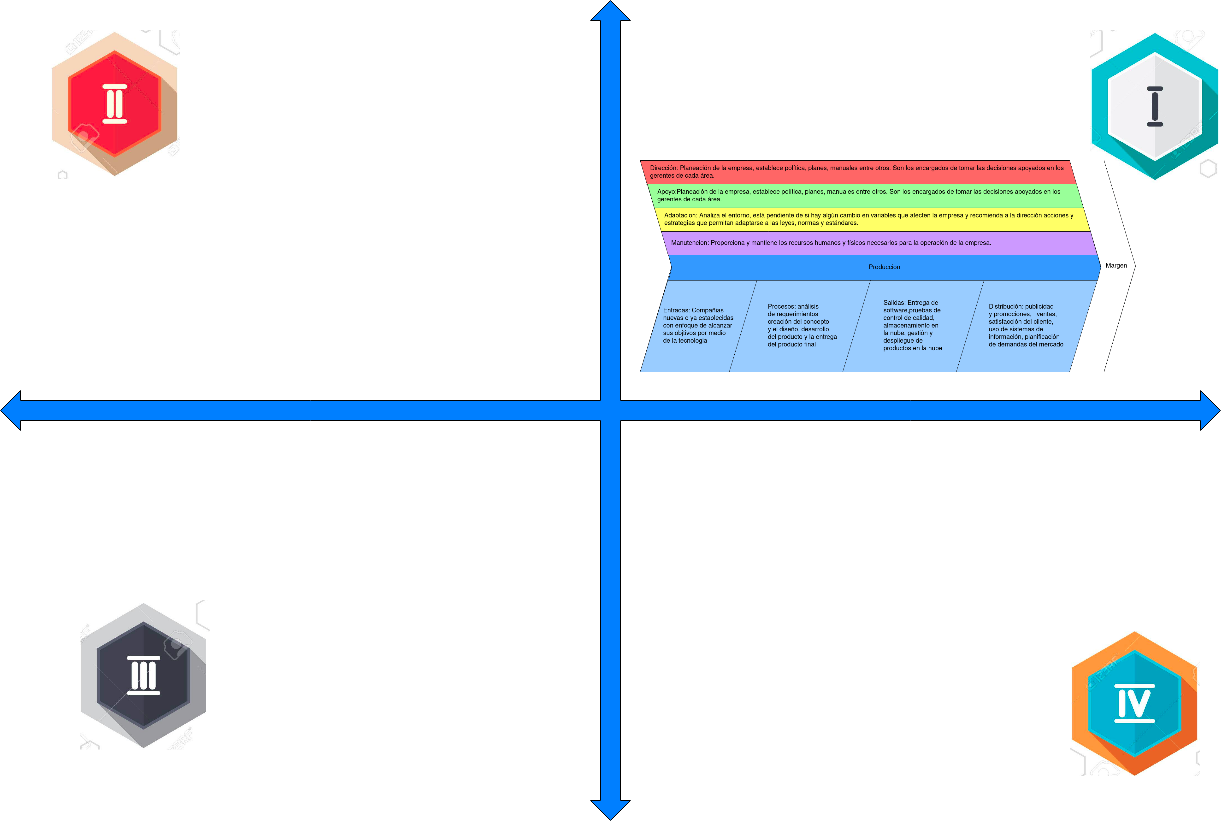 II
I
Dirección: Planeación de la empresa, establece política, planes, manuales entre otros. Son los encargados de tomar las decisiones apoyados en los
gerentes de cada área.
Apoyo:Planeación de la empresa, establece política, planes, manuales entre otros. Son los encargados de tomar las decisiones apoyados en los
gerentes de cada área
Adaptacion: Analiza el entorno, está pendiente de si hay algún cambio en variables que afecten la empresa y recomienda a la dirección acciones y
estrategias que permitan adaptarse a las leyes, normas y estándares.
Manutencion: Proporciona y mantiene los recursos humanos y físicos necesarios para la operación de la empresa.
Produccion
Margen
Entradas: Compañias
nuevas o ya establecidas
con enfoque de alcanzar
sus objtivos por medio
de la tecnología
Procesos: análisis
de requerimientos
creación del concepto
y el diseño, desarrollo
del producto y la entrega
del producto final
Salidas: Entrega de
software,pruebas de
control de calidad,
almacenamiento en
la nube, gestión y
despliegue de
productos en la nube
Distribución: publicidad
y promociones, ventas,
satisfacción del cliente,
uso de sistemas de
información, planificación
de demandas del mercado
III
IV